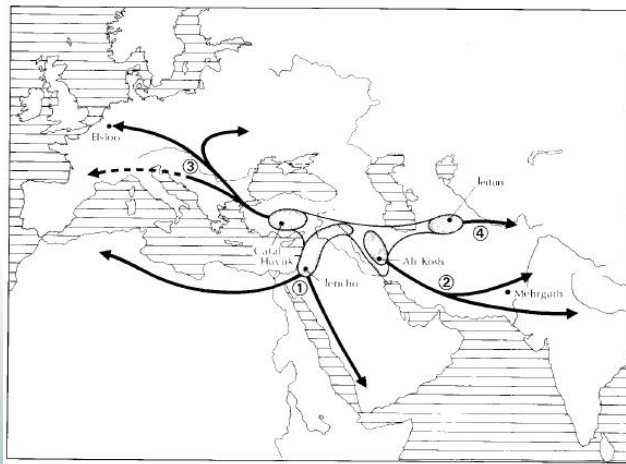 Elsloo
③
Jeitun
④
Catal
Huyuk
Ali Kosh
①
Jericho
②
Mehrgarh